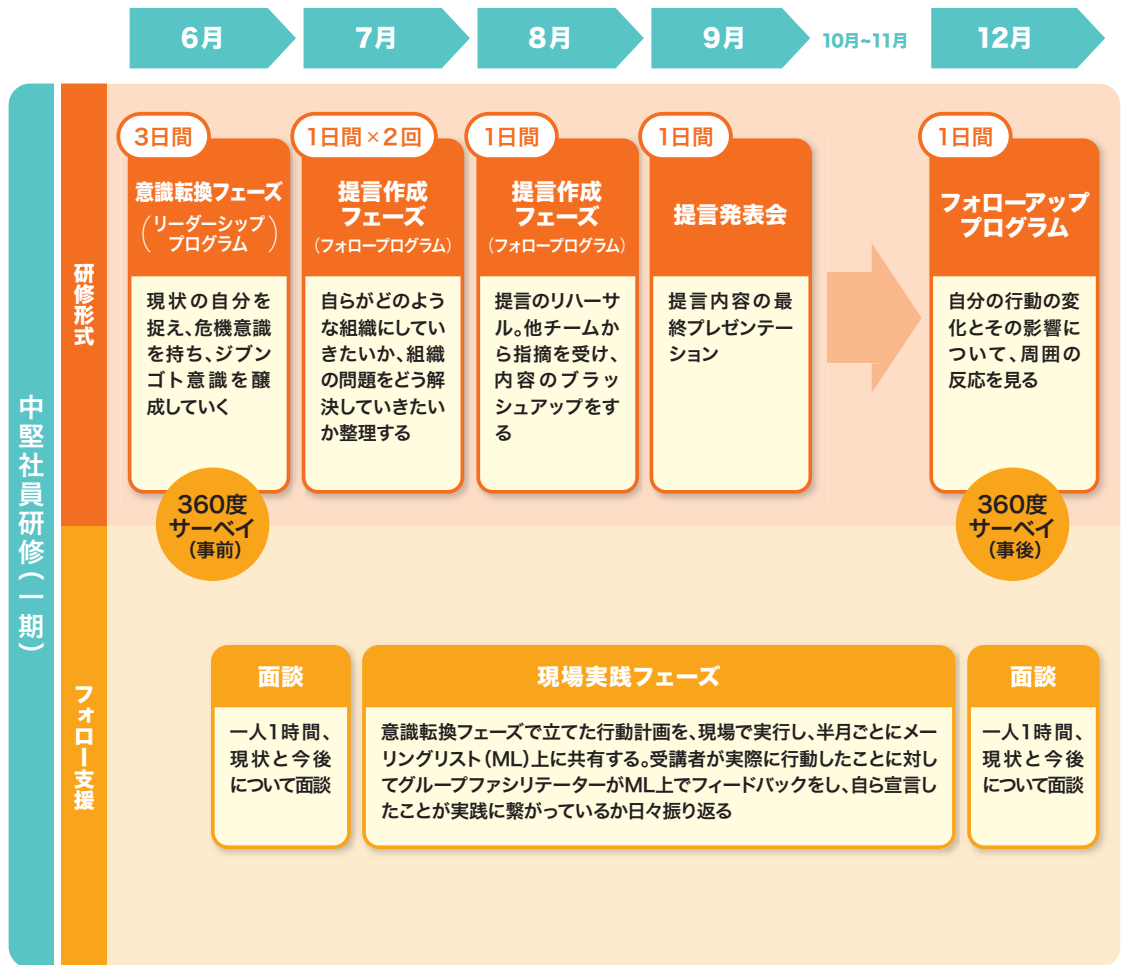 6月
7月
8月
9月
10月~11月
12月
中堅社員研修(一期)
研修形式
3日間
意識転換フェーズ
(リーダーシップ
プログラム)
現状の自分を
捉え、危機意識
を持ち、ジブン
ゴト意識を醸
成していく
360度
サーベイ
(事前)
1日間×2回
提言作成
フェーズ
(フォロープログラム)
自らがどのよう
な組織にしてい
きたいか、組織
の問題をどう解
決していきたい
か整理する
1日間
提言作成
フェーズ
(フォロープログラム)
提言のリハーサ
ル。他チームか
ら指摘を受け、
内容のブラッ
シュアップをす
る
1日間
提言発表会
提言内容の最
終プレゼンテー
ション
1日間
フォローアップ
プログラム
自分の行動の変
化とその影響に
ついて、周囲の
反応を見る
360度
サーベイ
(事後)
フォロー支援
面談
一人1時間、
現状と今後
について面談
現場実践フェーズ
意識転換フェーズで立てた行動計画を、現場で実行し、半月ごとにメー
リングリスト(ML)上に共有する。受講者が実際に行動したことに対し
てグループファシリテーターがML上でフィードバックをし、自ら宣言し
たことが実践に繋がっているか日々振り返る
面談
一人1時間、
現状と今後
について面談